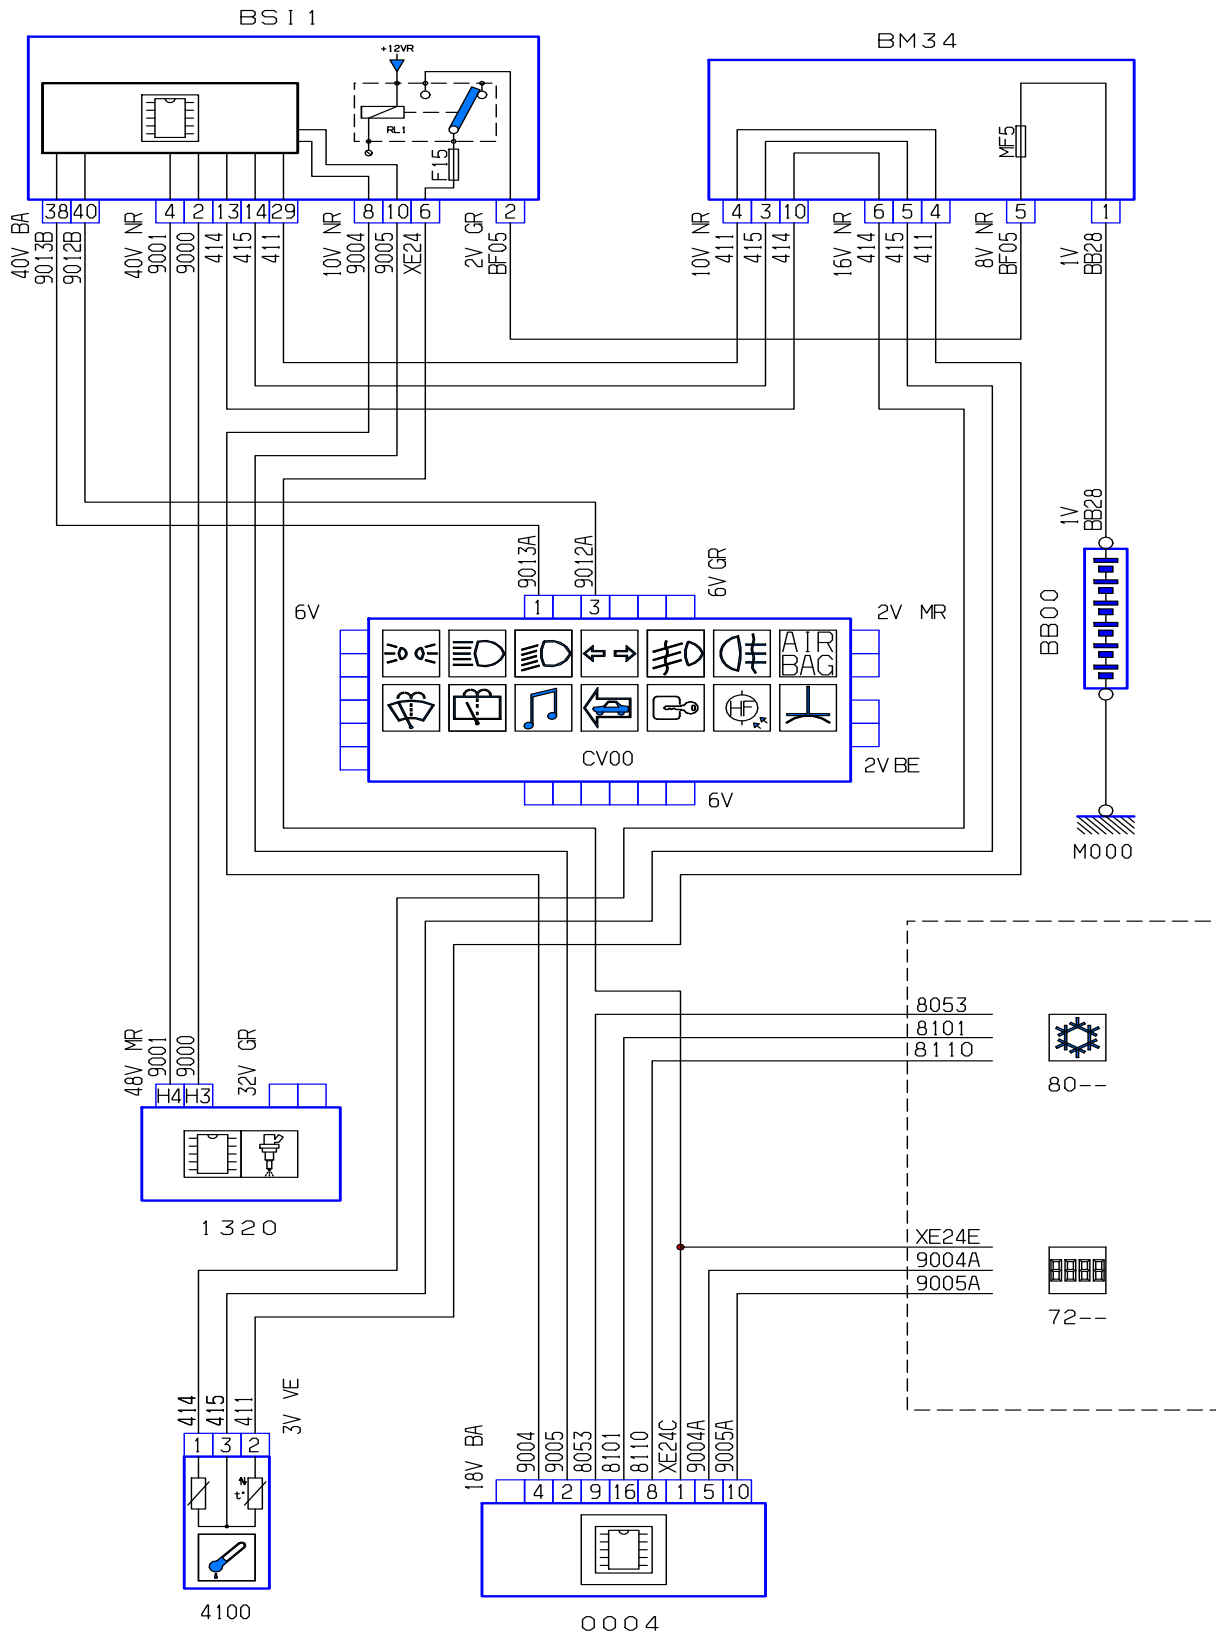 BSI1
BM34
+12VR
RL1
F15
MF5
38 40 4 2 13 14 29 8 10 6 2
4 3 10 6 5 4 5 1
40V BA
9013B
9012B
40V NR
9001
9000
414
415
411
10V NR
9004
9005
XE24
2V GR
BF05
10V NR
411
415
414
16V NR
414
415
411
8V NR
BF05
1V
BB28
1V
BB28
BB00
M000
9013A
9012A
6V GR
1 3
6V
2V MR
AIR
BAG
HF
CV00
2V BE
6V
8053
8101
8110
80--
48V MR
9001
9000
32V GR
H4 H3
1320
XE24E
9004A
9005A
72--
414
415
411
3V VE
1 3 2
t°
4100
18V BA
9004
9005
8053
8101
8110
XE24C
9004A
9005A
4 2 9 16 8 1 5 10
0004